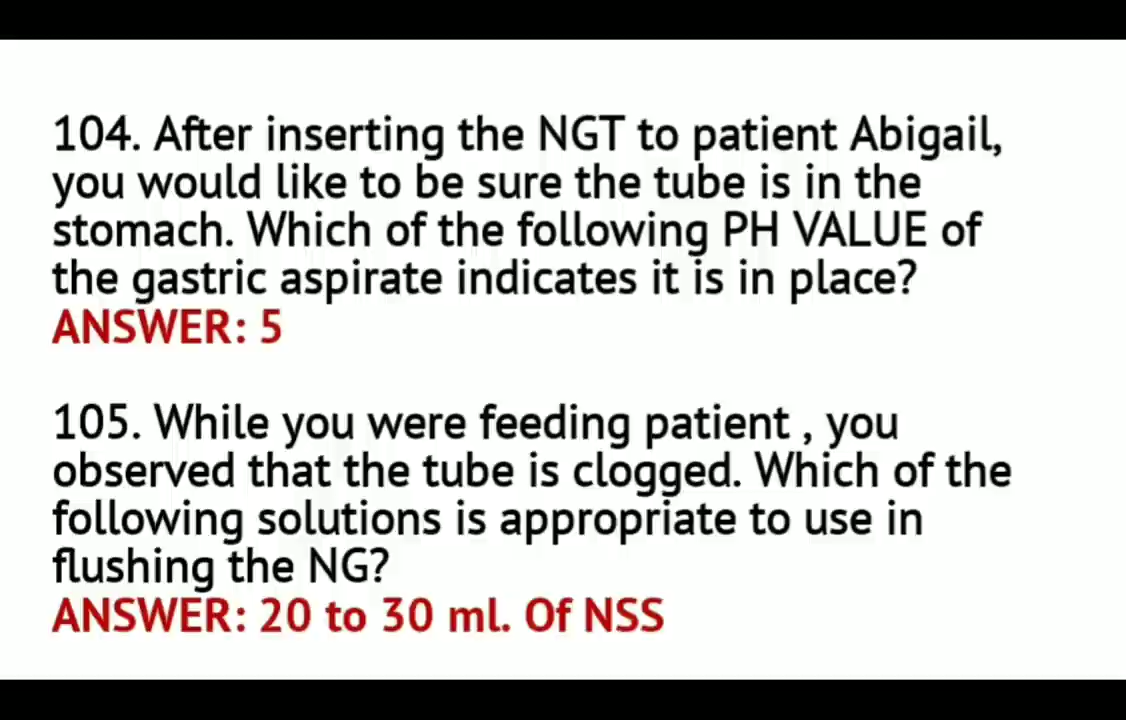 104. After inserting the NGT to patient Abigail,
you would like to be sure the tube is in the
stomach. Which of the following PH VALUE of
the gastric aspirate indicates it is in place?
ANSWER: 5
105. While you were feeding patient , you
observed that the tube is clogged. Which of the
following solutions is appropriate to use in
flushing the NG?
ANSWER: 20 to 30 ml. Of NSS